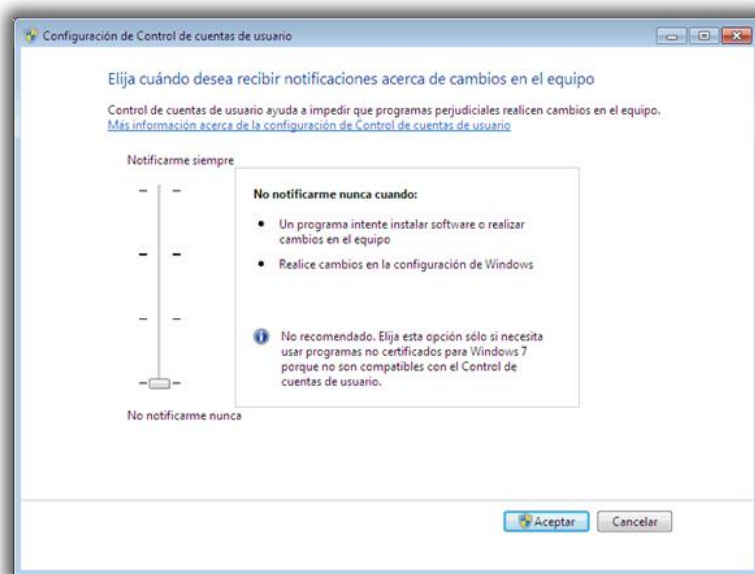 Configuración de Control de cuentas de usuario
Elija cuándo desea recibir notificaciones acerca de cambios en el equipo
Control de cuentas de usuario ayuda a impedir que programas perjudiciales realicen cambios en el equipo.
Más información acerca de la configuración de Control de cuentas de usuario
Notificarme siempre
No notificarme nunca cuando:
Un programa intente instalar software o realizar
cambios en el equipo
Realice cambios en la configuración de Windows
No recomendado. Elija esta opción sólo si necesita
usar programas no certificados para Windows 7
porque no son compatibles con el Control de
cuentas de usuario.
No notificarme nunca
Aceptar
Cancelar